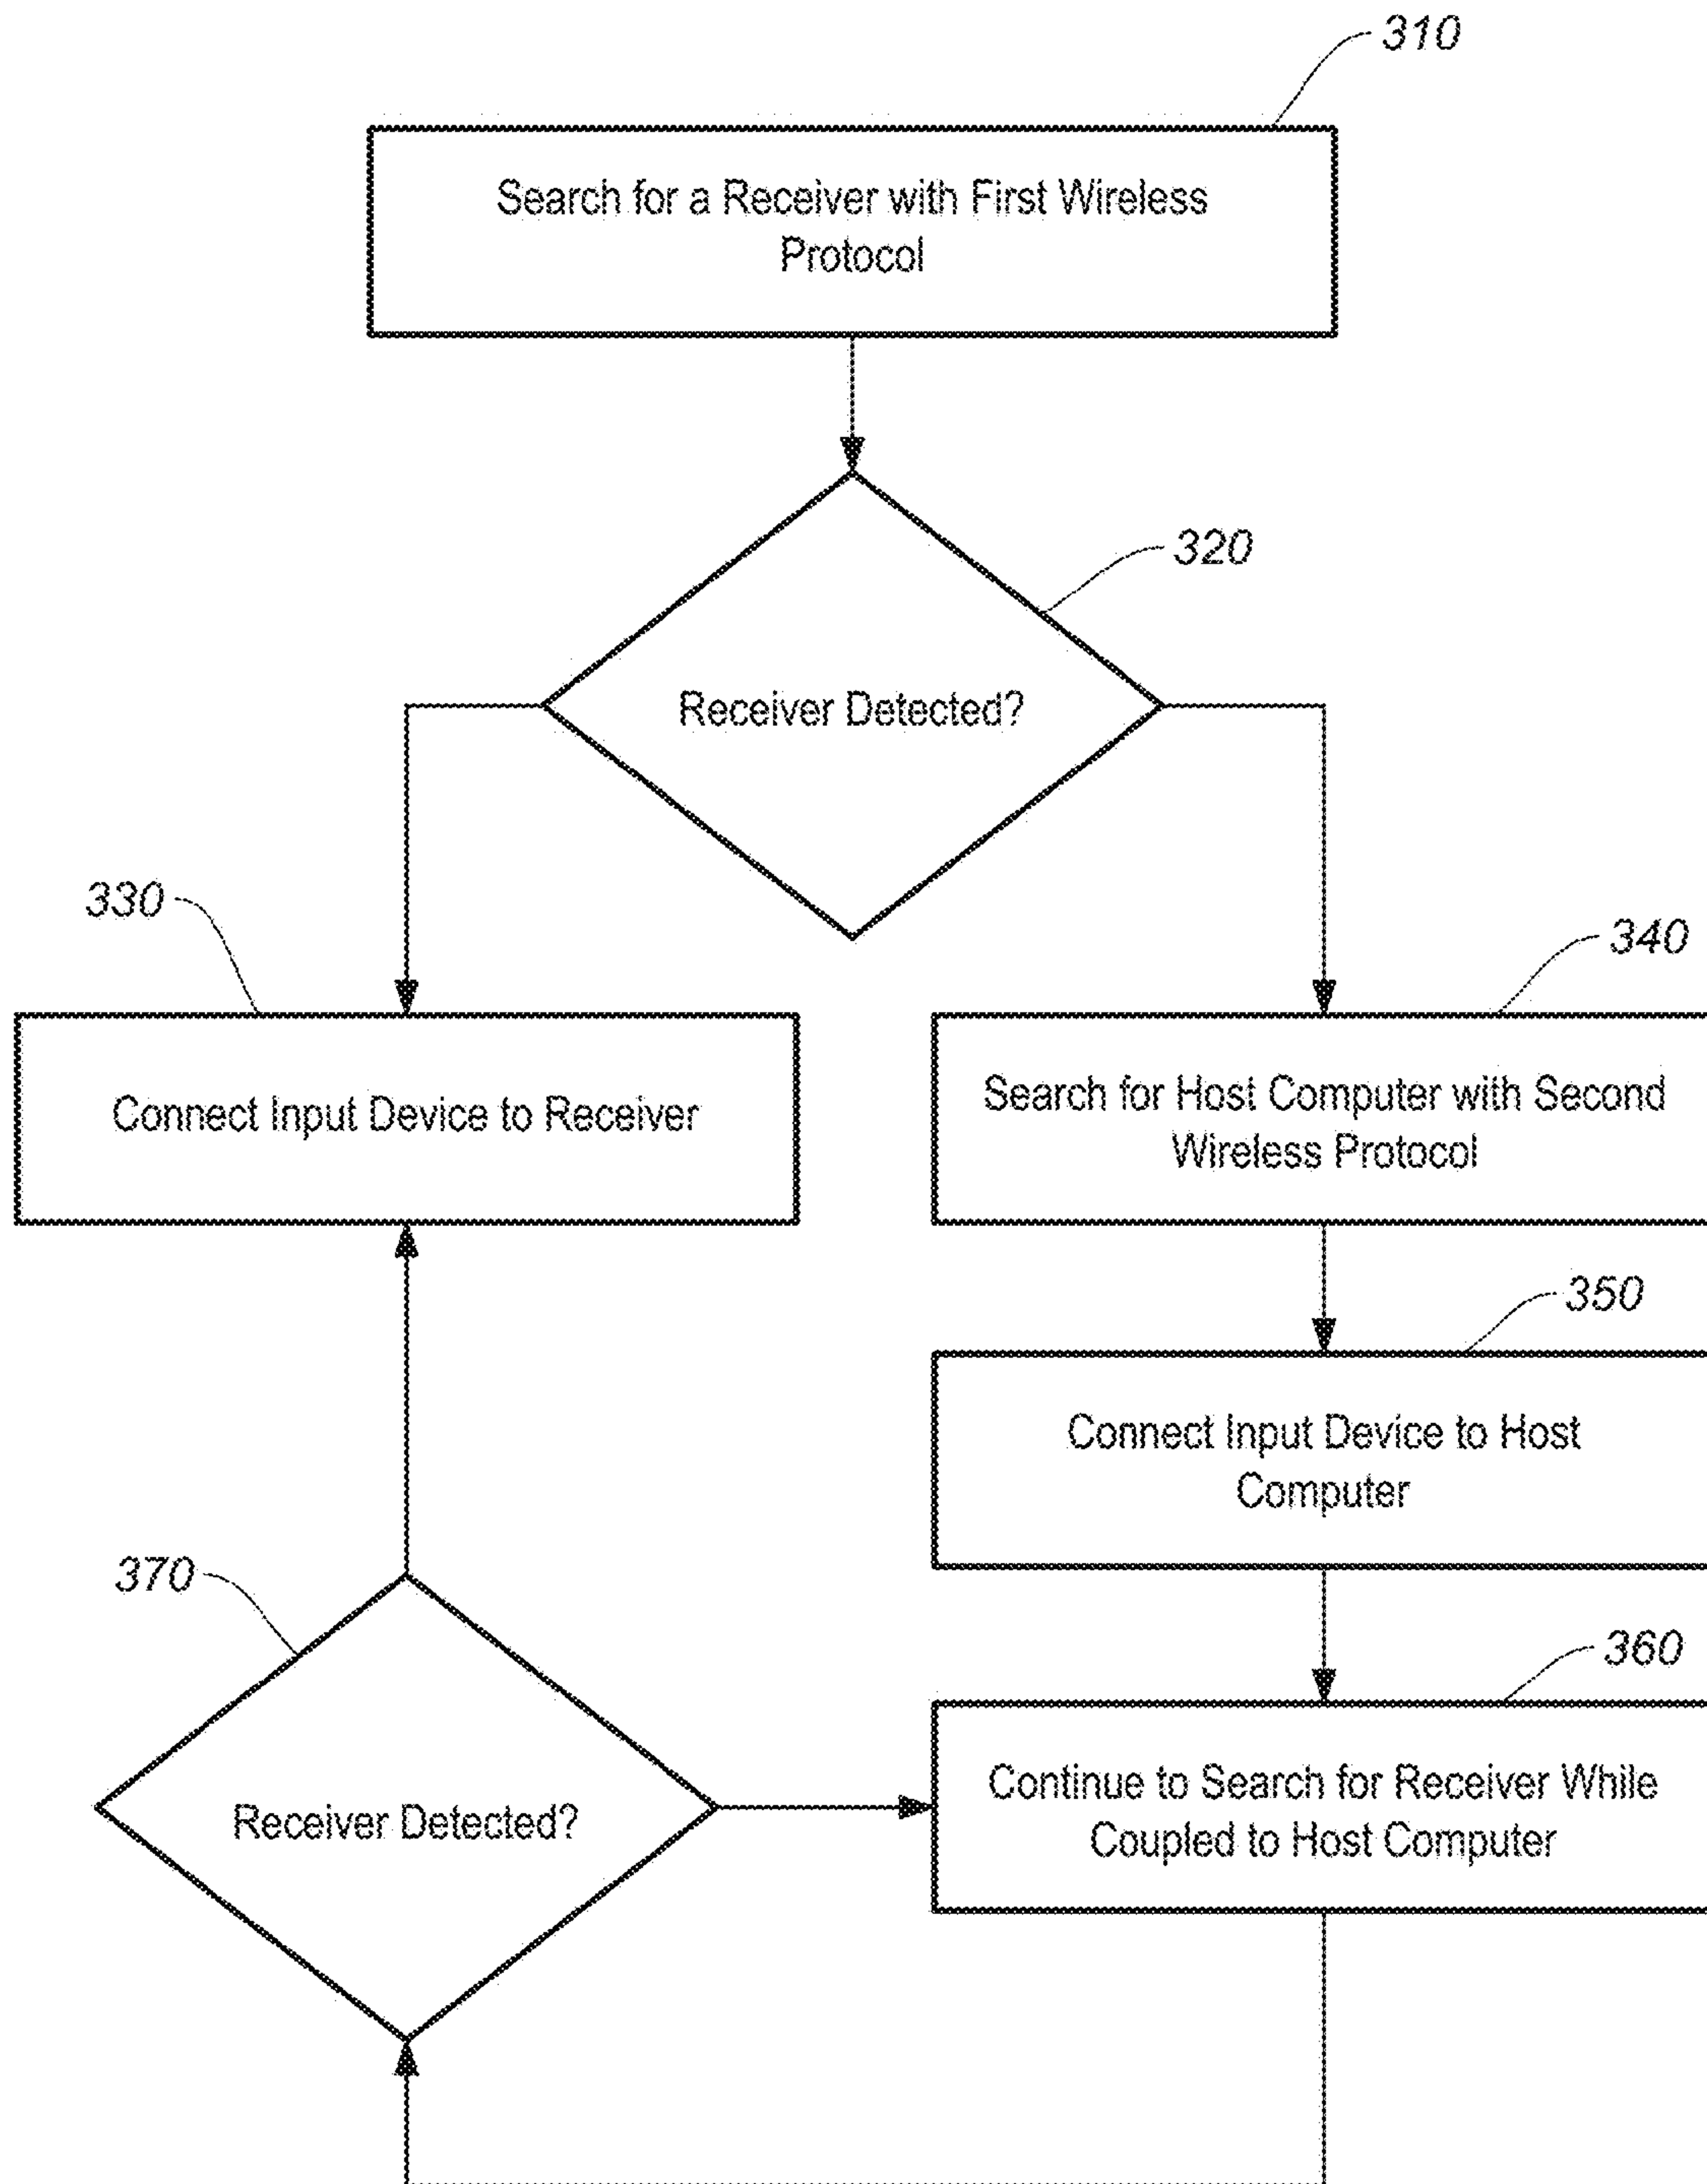 310
Search for a Receiver with First Wireless
Protocol
320
Receiver Detected?
330
340
Connect Input Device to Receiver
Search for Host Computer with Second
Wireless Protocol
350
Connect Input Device to Host
Computer
370
360
Receiver Detected?
Continue to Search for Receiver While
Coupled to Host Computer